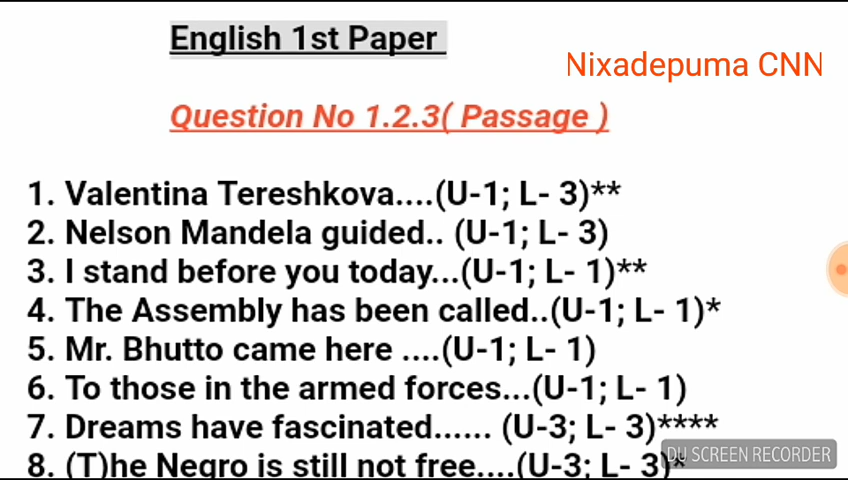 English 1st Paper
Nixadepuma CNN
Question No 1.2.3( Passage )
1. Valentina Tereshkova....(U-1; L- 3)**
2. Nelson Mandela guided.. (U-1; L- 3)
3. I stand before you today...(U-1; L- 1)**
4. The Assembly has been called..(U-1; L- 1)*
5. Mr. Bhutto came here ....(U-1; L- 1)
6. To those in the armed forces...(U-1; L- 1)
7. Dreams have fascinated...... (U-3; L- 3)****
8. (T)he Negro is still not free....(U-3; L- 3)*
DU SCREEN RECORDER